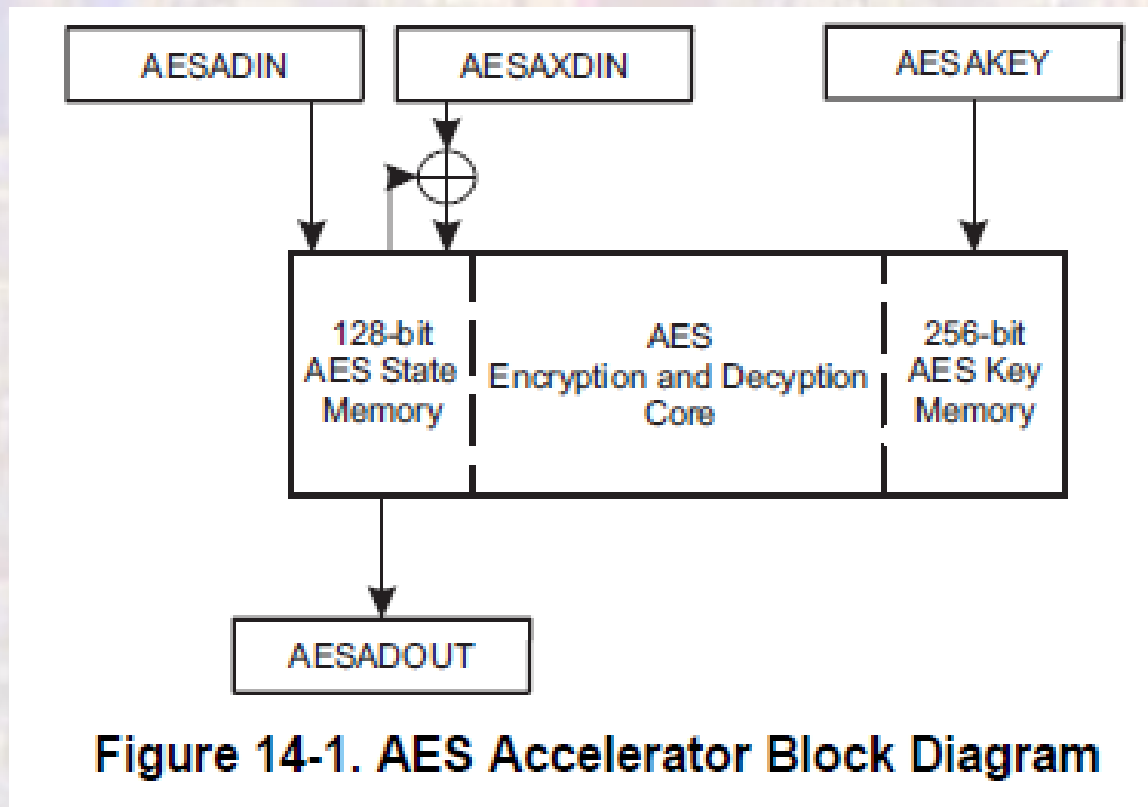 AESADIN
AESAXDIN
AESAKEY
128-bit
AES State
Memory
AES
Encryption and Decyption
Core
256-bit
AES Key
Memory
AESADOUT
Figure 14-1. AES Accelerator Block Diagram